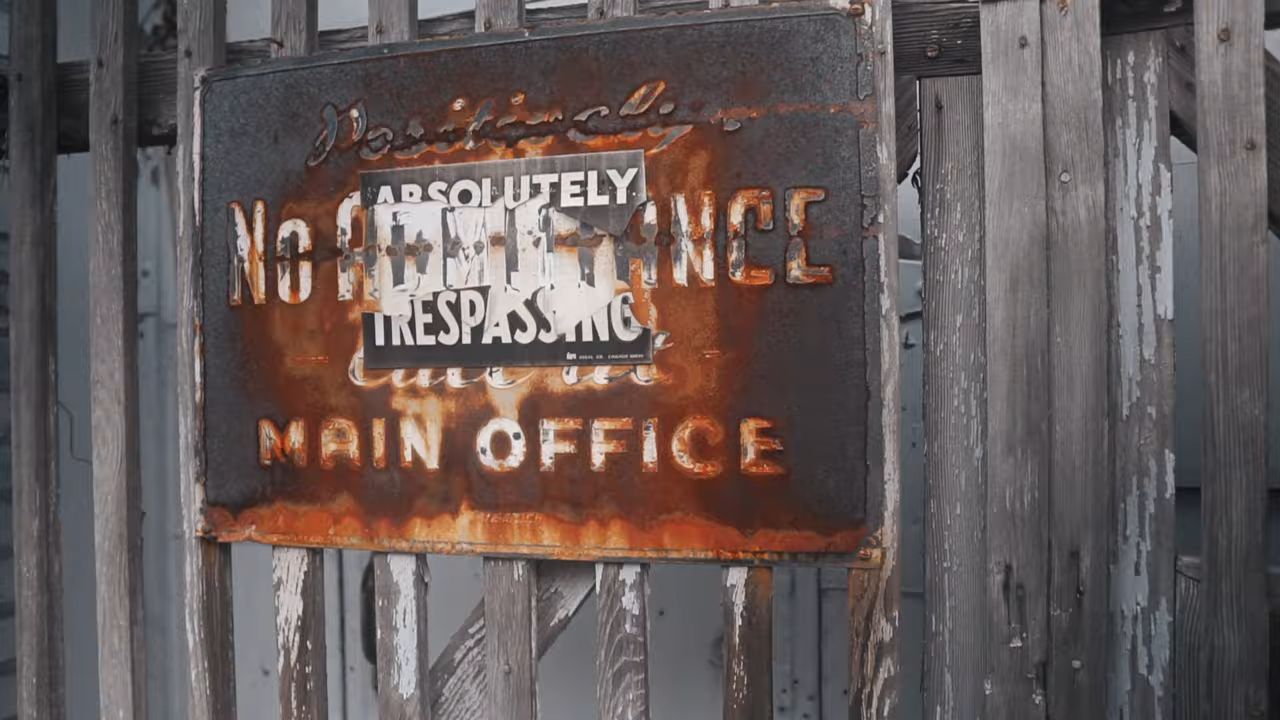 Positively
ABSOLUTELY
NO ADMITTANCE
TRESPASSING
MAIN OFFICE